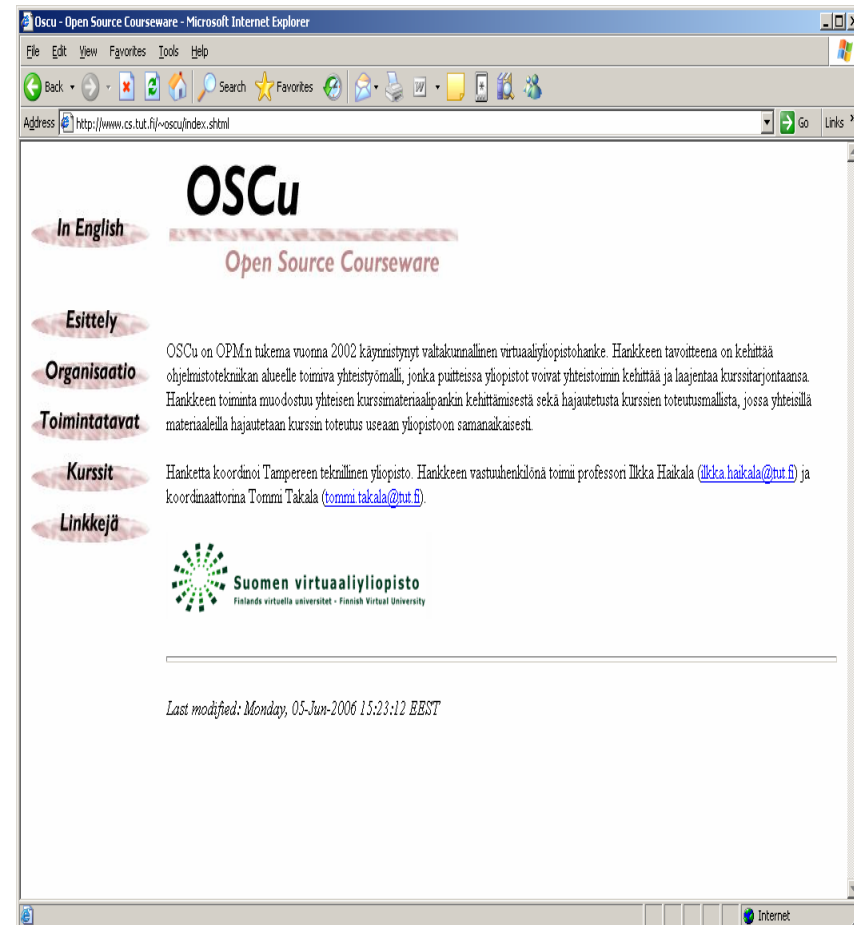 Oscu - Open Source Courseware - Microsoft Internet Explorer
File Edit View Favorites Tools Help
Back Search Favorites
Address http://www.cs.tut.fi/~oscu/index.shtml Go Links
OSCu
Open Source Courseware
In English
Esittely
Organisaatio
Toimintatavat
Kurssit
Linkkejä
OSCu on OPM:n tukema vuonna 2002 käynnistynyt valtakunnallinen virtuaaliyliopistohanke. Hankkeen tavoitteena on kehittää
ohjelmistotekniikan alueelle toimiva yhteistyömalli, jonka puitteissa yliopistot voivat yhteistoimin kehittää ja laajentaa kurssitarjontaansa.
Hankkeen toiminta muodostuu yhteisen kurssimateriaalipankin kehittämisestä sekä hajautetusta kurssien toteutusmallista, jossa yhteisillä
materiaaleilla hajautetaan kurssin toteutus useaan yliopistoon samanaikaisesti.
Hanketta koordinoi Tampereen teknillinen yliopisto. Hankkeen vastuuhenkilönä toimii professori Ilkka Haikala (ilkka.haikala@tut.fi) ja
koordinaattorina Tommi Takala (tommi.takala@tut.fi).
Suomen virtuaaliyliopisto
Finlands virtuella universitet - Finnish Virtual University
Last modified: Monday, 05-Jun-2006 15:23:12 EEST
Internet